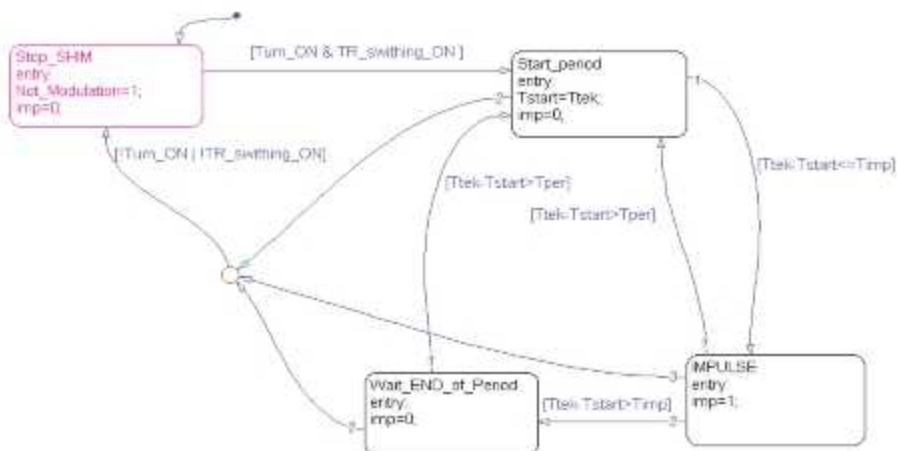 Stop_SHIM
entry:
Not_Modulation=1;
imp=0;
[Turn_ON & TR_swithing_ON ]
Start_period
entry:
Tstart=Ttek;
imp=0;
1
2
[!Turn_ON | !TR_swithing_ON]
[Ttek-Tstart>Tper]
[Ttek-Tstart<=Timp]
[Ttek-Tstart>Tper]
1
1
Wait_END_of_Period
entry:
imp=0;
2
[Ttek-Tstart>Timp]
IMPULSE
entry:
imp=1;
3
2